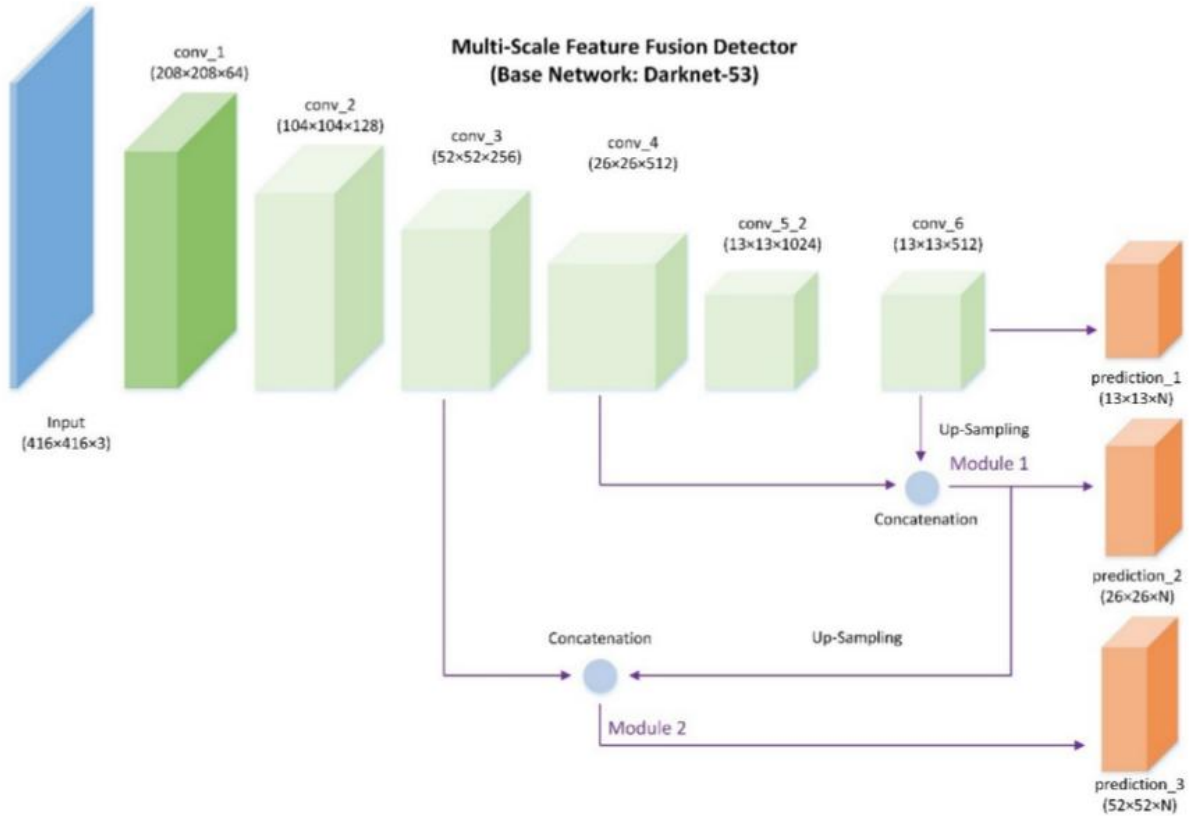 Multi-Scale Feature Fusion Detector
(Base Network: Darknet-53)
conv_1
(208×208×64)
conv_2
(104×104×128)
conv_3
(52×52×256)
conv_4
(26×26×512)
conv_5_2
(13×13×1024)
conv_6
(13×13×512)
Input
(416×416×3)
prediction_1
(13×13×N)
Up-Sampling
Module 1
Concatenation
prediction_2
(26×26×N)
Concatenation
Up-Sampling
Module 2
prediction_3
(52×52×N)